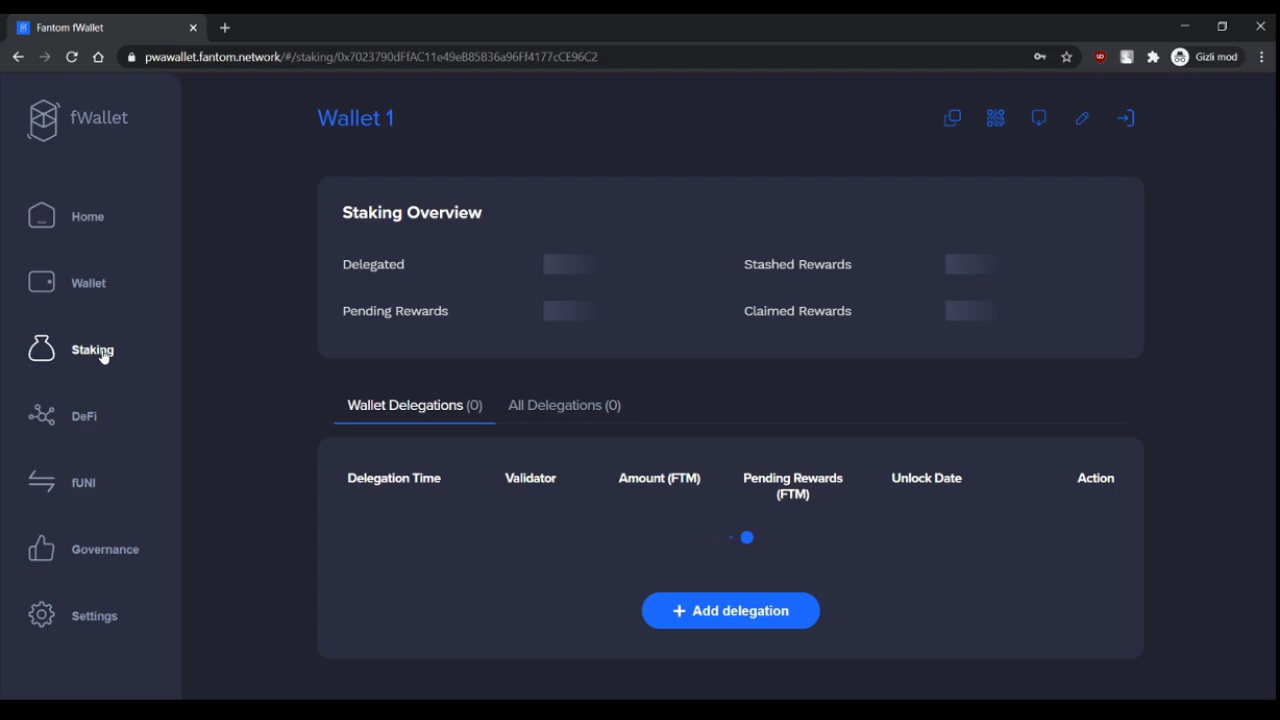 Fantom fWallet
pwawallet.fantom.network/#/staking/0x7023790dFfAC11e49eB85B36a96Ff4177cCE96C2
Gizli mod
fWallet
Home
Wallet
Staking
DeFi
fUNI
Governance
Settings
Wallet 1
Staking Overview
Delegated
Stashed Rewards
Pending Rewards
Claimed Rewards
Wallet Delegations (0) All Delegations (0)
Delegation Time Validator Amount (FTM) Pending Rewards (FTM) Unlock Date Action
+ Add delegation